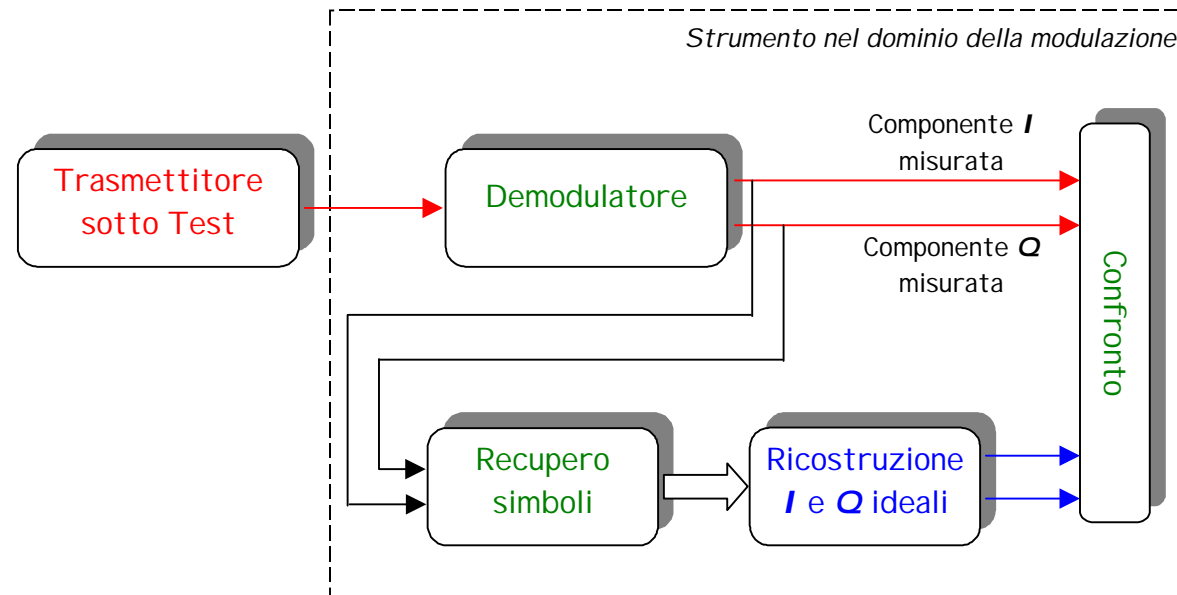 Strumento nel dominio della modulazione
Trasmettitore
sotto Test
Demodulatore
Componente I
misurata
Componente Q
misurata
Confronto
Recupero
simboli
Ricostruzione
I e Q ideali